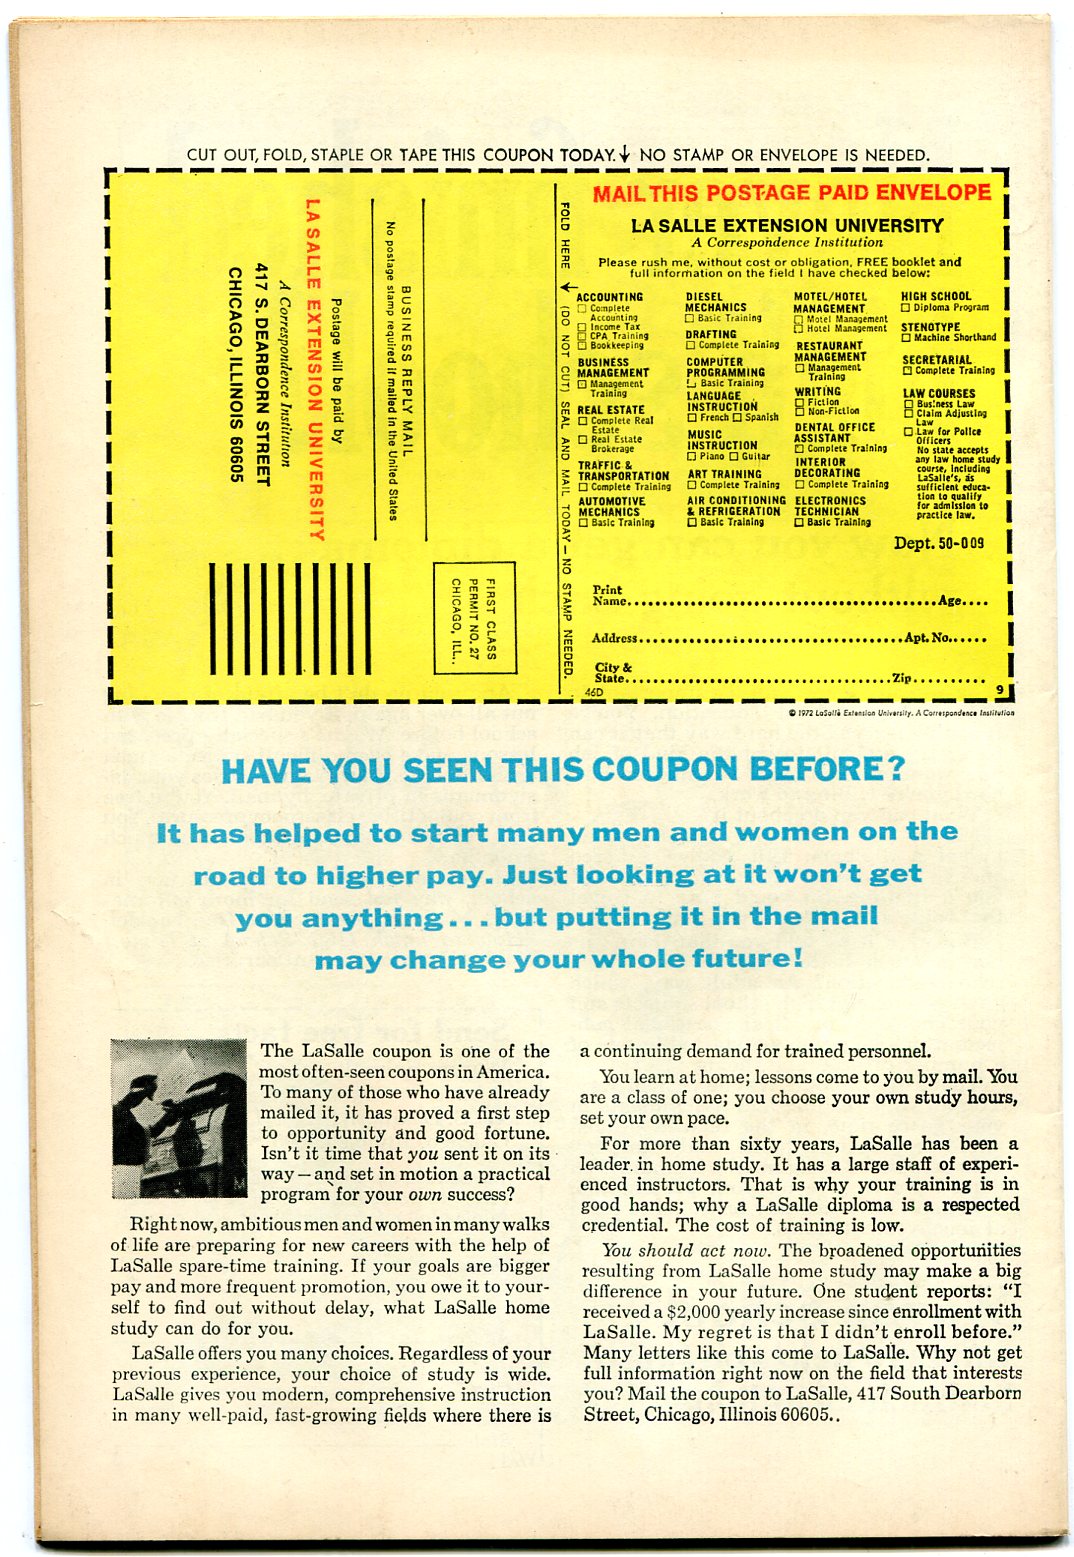 CUT OUT, FOLD, STAPLE OR TAPE THIS COUPON TODAY. NO STAMP OR ENVELOPE IS NEEDED.
LA SALLE EXTENSION UNIVERSITY
A Correspondence Institution
417 S. DEARBORN STREET
CHICAGO, ILLINOIS 60605
Postage will be paid by
BUSINESS REPLY MAIL
No postage stamp required if mailed in the United States
FIRST CLASS
PERMIT NO. 27
CHICAGO, ILL.
FOLD HERE (DO NOT CUT) SEAL AND MAIL TODAY — NO STAMP NEEDED.
MAIL THIS POSTAGE PAID ENVELOPE
LA SALLE EXTENSION UNIVERSITY
A Correspondence Institution
Please rush me, without cost or obligation, FREE booklet and
full information on the field I have checked below:
ACCOUNTING
Complete
Accounting
Income Tax
CPA Training
Bookkeeping
BUSINESS
MANAGEMENT
Management
Training
REAL ESTATE
Complete Real
Estate
Real Estate
Brokerage
TRAFFIC &
TRANSPORTATION
Complete Training
AUTOMOTIVE
MECHANICS
Basic Training
DIESEL
MECHANICS
Basic Training
DRAFTING
Complete Training
COMPUTER
PROGRAMMING
Basic Training
LANGUAGE
INSTRUCTION
French Spanish
MUSIC
INSTRUCTION
Piano Guitar
ART TRAINING
Complete Training
AIR CONDITIONING
& REFRIGERATION
Basic Training
MOTEL/HOTEL
MANAGEMENT
Motel Management
Hotel Management
RESTAURANT
MANAGEMENT
Management
Training
WRITING
Fiction
Non-Fiction
DENTAL OFFICE
ASSISTANT
Complete Training
INTERIOR
DECORATING
Complete Training
ELECTRONICS
TECHNICIAN
Basic Training
HIGH SCHOOL
Diploma Program
STENOTYPE
Machine Shorthand
SECRETARIAL
Complete Training
LAW COURSES
Business Law
Claim Adjusting
Law
Law for Police
Officers
No state accepts
any law home study
course, including
LaSalle's, as
sufficient educa-
tion to qualify
for admission to
practice law.
Dept. 50-009
Print
Name Age
Address Apt. No.
City &
State Zip
46D 9
© 1972 LaSalle Extension University. A Correspondence Institution
HAVE YOU SEEN THIS COUPON BEFORE?
It has helped to start many men and women on the
road to higher pay. Just looking at it won't get
you anything...but putting it in the mail
may change your whole future!
The LaSalle coupon is one of the
most often-seen coupons in America.
To many of those who have already
mailed it, it has proved a first step
to opportunity and good fortune.
Isn't it time that you sent it on its
way — and set in motion a practical
program for your own success?
Right now, ambitious men and women in many walks
of life are preparing for new careers with the help of
LaSalle spare-time training. If your goals are bigger
pay and more frequent promotion, you owe it to your-
self to find out without delay, what LaSalle home
study can do for you.
LaSalle offers you many choices. Regardless of your
previous experience, your choice of study is wide.
LaSalle gives you modern, comprehensive instruction
in many well-paid, fast-growing fields where there is
a continuing demand for trained personnel.
You learn at home; lessons come to you by mail. You
are a class of one; you choose your own study hours,
set your own pace.
For more than sixty years, LaSalle has been a
leader in home study. It has a large staff of experi-
enced instructors. That is why your training is in
good hands; why a LaSalle diploma is a respected
credential. The cost of training is low.
You should act now. The broadened opportunities
resulting from LaSalle home study may make a big
difference in your future. One student reports: "I
received a $2,000 yearly increase since enrollment with
LaSalle. My regret is that I didn't enroll before."
Many letters like this come to LaSalle. Why not get
full information right now on the field that interests
you? Mail the coupon to LaSalle, 417 South Dearborn
Street, Chicago, Illinois 60605..